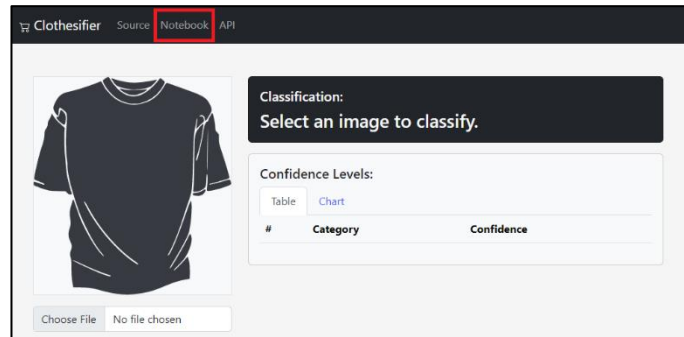 Clothesifier Source Notebook API
Classification:
Select an image to classify.
Confidence Levels:
Table Chart
# Category Confidence
Choose File No file chosen